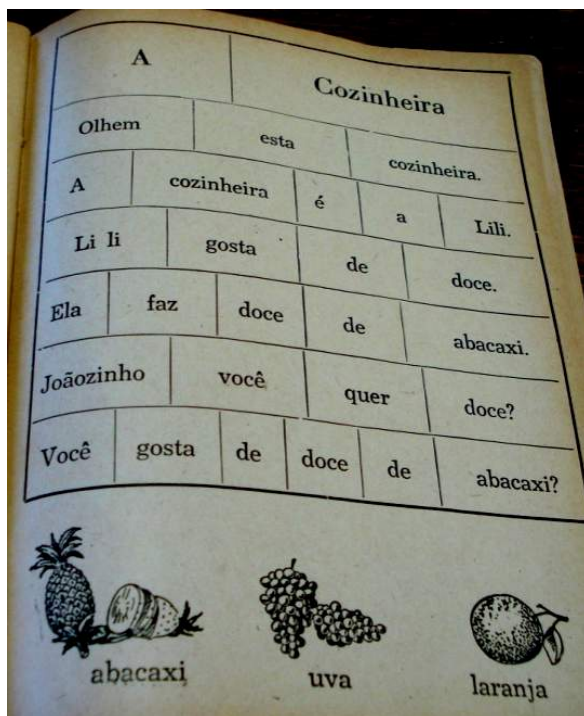 A Cozinheira
Olhem esta cozinheira.
A cozinheira é a Lili.
Li li gosta de doce.
Ela faz doce de abacaxi.
Joãozinho você quer doce?
Você gosta de doce de abacaxi?
abacaxi uva laranja